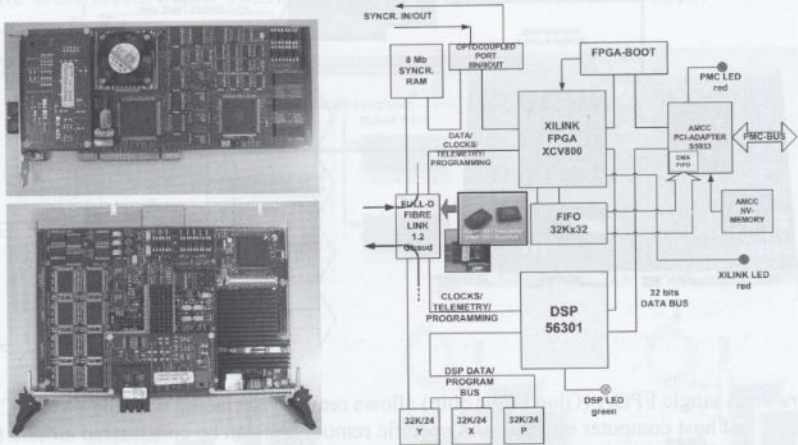 SYNCR. IN/OUT
8 Mb
SYNCR.
RAM
OPTOCOUPLED
PORT
8IN/8OUT
FPGA-BOOT
PMC LED
red
XILINK
FPGA
XCV800
AMCC
PCI-ADAPTER
S5933
DMA
FIFO
PMC-BUS
DATA/
CLOCKS/
TELEMETRY/
PROGRAMMING
FULL-D
FIBRE
LINK
1.2
Gbaud
FIFO
32Kx32
AMCC
NV-
MEMORY
XILINK LED
red
32 bits
DATA BUS
CLOCKS/
TELEMETRY/
PROGRAMMING
DSP
56301
DSP DATA/
PROGRAM
BUS
DSP LED
green
32K/24
Y
32K/24
X
32K/24
P